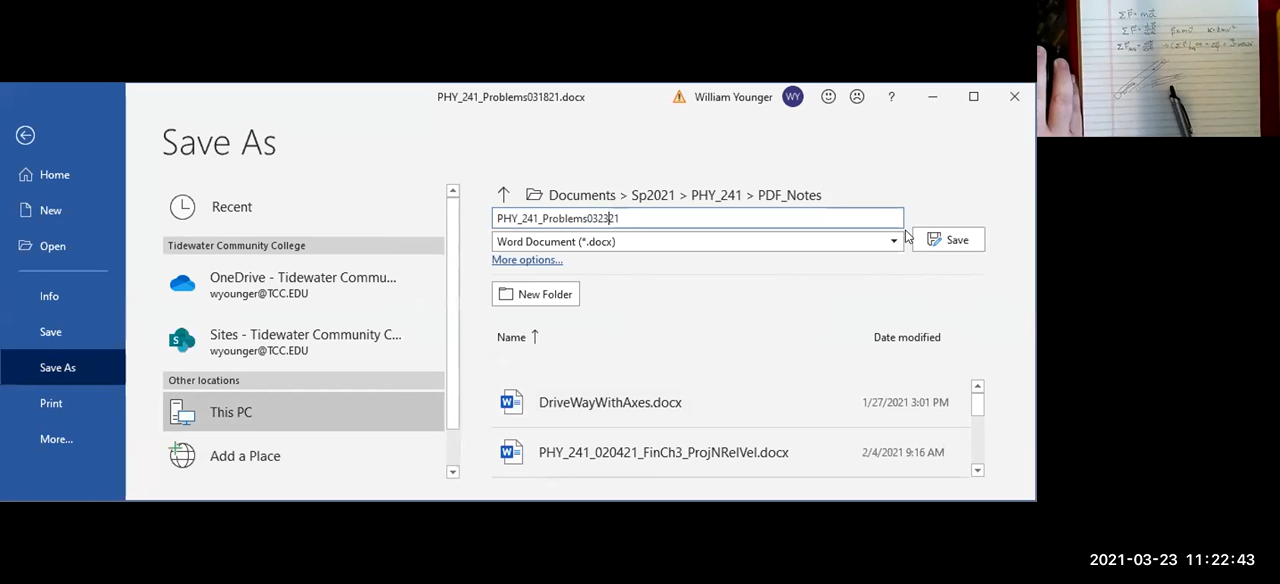 PHY_241_Problems031821.docx
William Younger
WY
?
Save As
Home
New
Open
Info
Save
Save As
Print
More...
Recent
Tidewater Community College
OneDrive - Tidewater Commu...
wyounger@TCC.EDU
Sites - Tidewater Community C...
wyounger@TCC.EDU
Other locations
This PC
Add a Place
Documents > Sp2021 > PHY_241 > PDF_Notes
PHY_241_Problems032321
Word Document (*.docx)
Save
More options...
New Folder
Name
Date modified
DriveWayWithAxes.docx
1/27/2021 3:01 PM
PHY_241_020421_FinCh3_ProjNRelVel.docx
2/4/2021 9:16 AM
2021-03-23 11:22:43